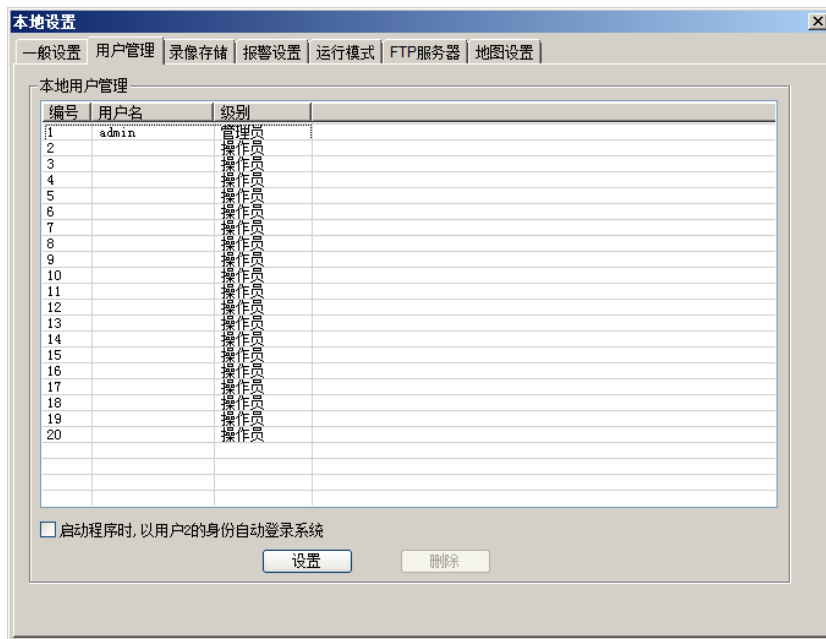 本地设置
一般设置 用户管理 录像存储 报警设置 运行模式 FTP服务器 地图设置
本地用户管理
编号 用户名 级别
1 admin 管理员
2 操作员
3 操作员
4 操作员
5 操作员
6 操作员
7 操作员
8 操作员
9 操作员
10 操作员
11 操作员
12 操作员
13 操作员
14 操作员
15 操作员
16 操作员
17 操作员
18 操作员
19 操作员
20 操作员
启动程序时, 以用户2的身份自动登录系统
设置 删除